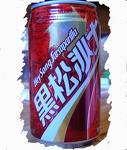 Hey Song Sarsaparilla
黑松沙士